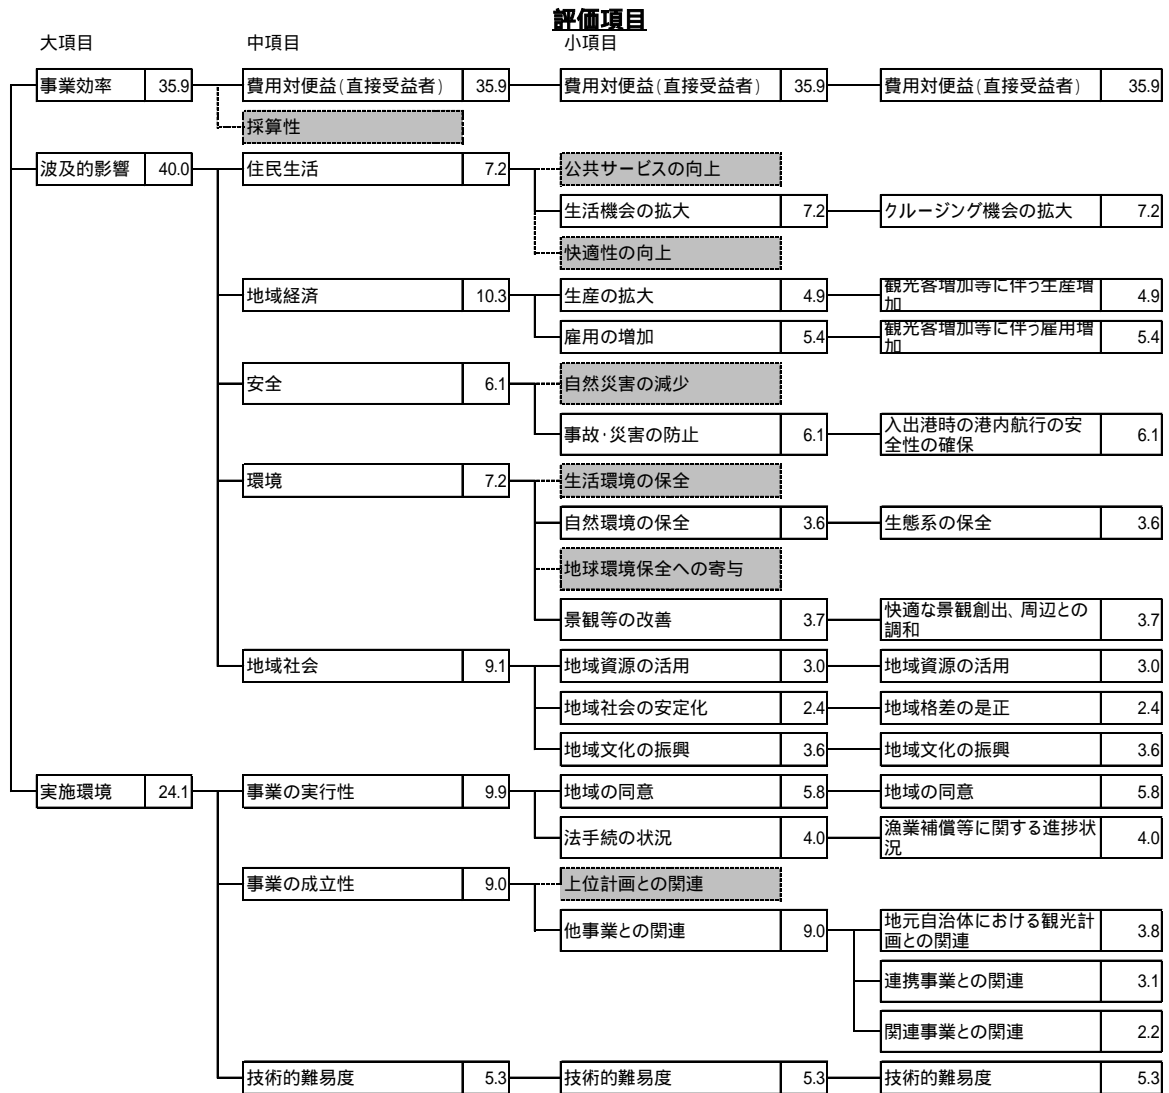 評価項目
大項目 中項目 小項目
事業効率 35.9 費用対便益(直接受益者) 35.9 費用対便益(直接受益者) 35.9 費用対便益(直接受益者) 35.9
採算性
波及的影響 40.0 住民生活 7.2 公共サービスの向上
生活機会の拡大 7.2 クルージング機会の拡大 7.2
快適性の向上
地域経済 10.3 生産の拡大 4.9 観光客増加等に伴う生産増
加 4.9
雇用の増加 5.4 観光客増加等に伴う雇用増
加 5.4
安全 6.1 自然災害の減少
事故・災害の防止 6.1 入出港時の港内航行の安
全性の確保 6.1
環境 7.2 生活環境の保全
自然環境の保全 3.6 生態系の保全 3.6
地球環境保全への寄与
景観等の改善 3.7 快適な景観創出、周辺との
調和 3.7
地域社会 9.1 地域資源の活用 3.0 地域資源の活用 3.0
地域社会の安定化 2.4 地域格差の是正 2.4
地域文化の振興 3.6 地域文化の振興 3.6
実施環境 24.1 事業の実行性 9.9 地域の同意 5.8 地域の同意 5.8
法手続の状況 4.0 漁業補償等に関する進捗状
況 4.0
事業の成立性 9.0 上位計画との関連
他事業との関連 9.0 地元自治体における観光計
画との関連 3.8
連携事業との関連 3.1
関連事業との関連 2.2
技術的難易度 5.3 技術的難易度 5.3 技術的難易度 5.3